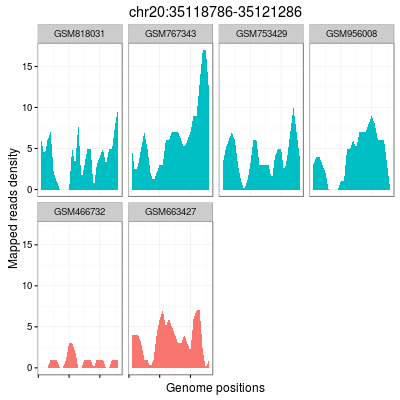 chr20:35118786-35121286
GSM818031 GSM767343 GSM753429 GSM956008
15
10
5
0
GSM466732 GSM663427
15
10
5
0
Mapped reads density
Genome positions